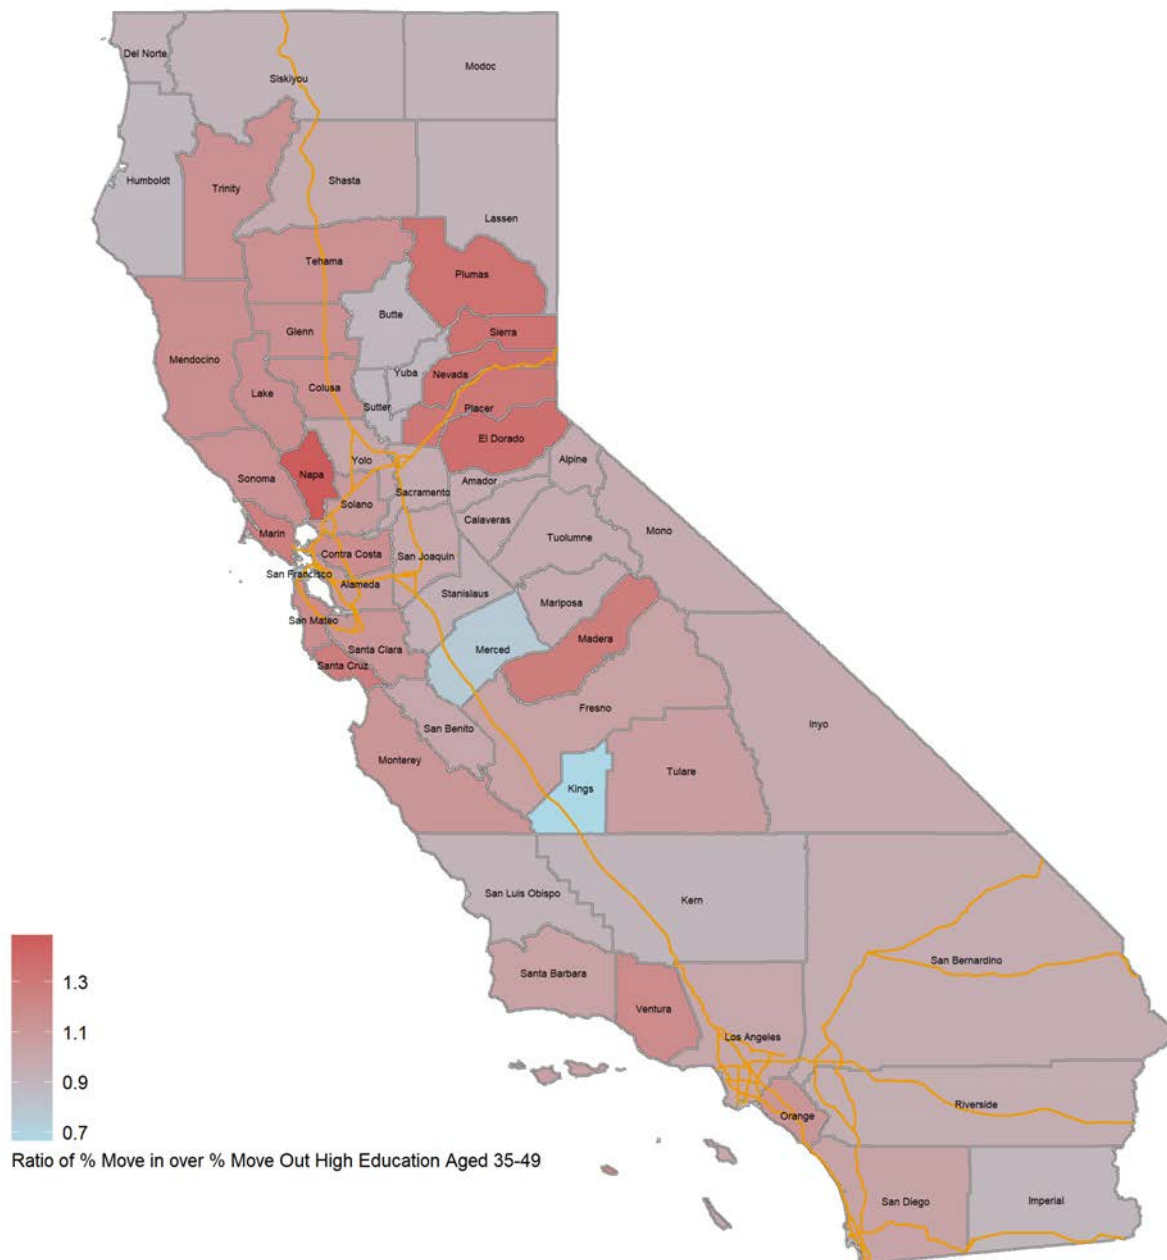 Del Norte
Modoc
Siskiyou
Humboldt
Trinity
Shasta
Lassen
Tehama
Plumas
Butte
Glenn
Sierra
Mendocino
Nevada
Yuba
Colusa
Lake
Sutter
Placer
El Dorado
Yolo
Alpine
Napa
Sonoma
Amador
Sacramento
Solano
Calaveras
Mono
Marin
Tuolumne
Contra Costa
San Joaquin
San Francisco
Alameda
Stanislaus
Mariposa
San Mateo
Madera
Santa Clara
Merced
Santa Cruz
Fresno
Inyo
San Benito
Monterey
Tulare
Kings
San Luis Obispo
Kern
San Bernardino
Santa Barbara
1.3
Ventura
1.1
Los Angeles
0.9
Riverside
Orange
0.7
Ratio of % Move in over % Move Out High Education Aged 35-49
San Diego
Imperial